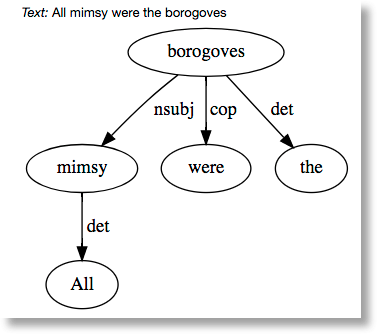 Text: All mimsy were the borogoves
borogoves
nsubj cop det
mimsy were the
det
All